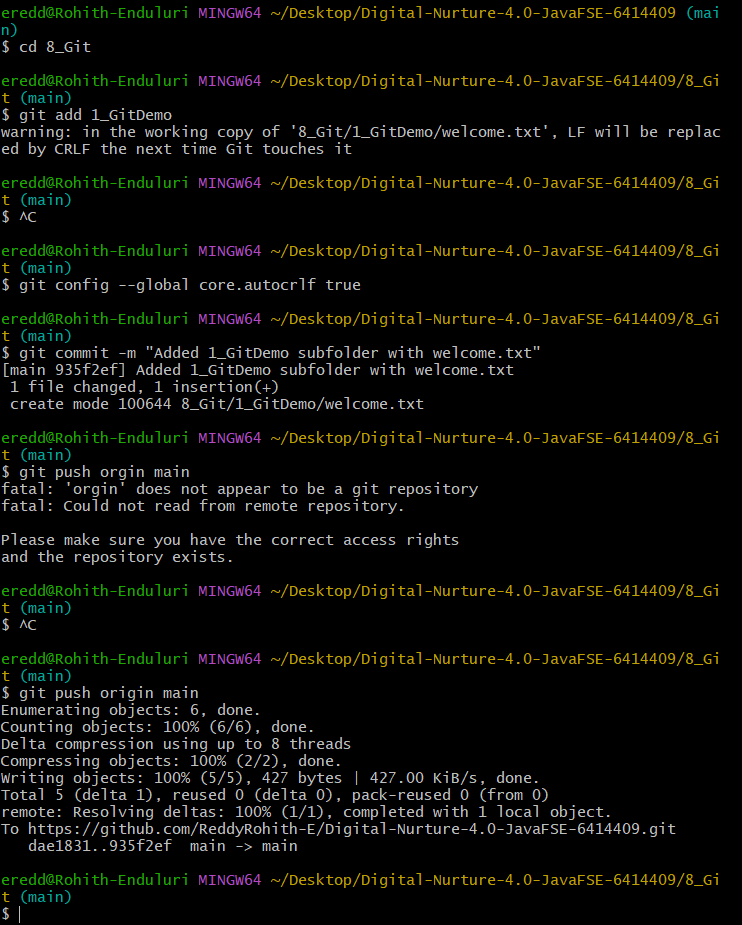 eredd@Rohith-Enduluri MINGW64 ~/Desktop/Digital-Nurture-4.0-JavaFSE-6414409 (mai
n)
$ cd 8_Git
eredd@Rohith-Enduluri MINGW64 ~/Desktop/Digital-Nurture-4.0-JavaFSE-6414409/8_Gi
t (main)
$ git add 1_GitDemo
warning: in the working copy of '8_Git/1_GitDemo/welcome.txt', LF will be replac
ed by CRLF the next time Git touches it
eredd@Rohith-Enduluri MINGW64 ~/Desktop/Digital-Nurture-4.0-JavaFSE-6414409/8_Gi
t (main)
$ ^C
eredd@Rohith-Enduluri MINGW64 ~/Desktop/Digital-Nurture-4.0-JavaFSE-6414409/8_Gi
t (main)
$ git config --global core.autocrlf true
eredd@Rohith-Enduluri MINGW64 ~/Desktop/Digital-Nurture-4.0-JavaFSE-6414409/8_Gi
t (main)
$ git commit -m "Added 1_GitDemo subfolder with welcome.txt"
[main 935f2ef] Added 1_GitDemo subfolder with welcome.txt
 1 file changed, 1 insertion(+)
 create mode 100644 8_Git/1_GitDemo/welcome.txt
eredd@Rohith-Enduluri MINGW64 ~/Desktop/Digital-Nurture-4.0-JavaFSE-6414409/8_Gi
t (main)
$ git push orgin main
fatal: 'orgin' does not appear to be a git repository
fatal: Could not read from remote repository.
Please make sure you have the correct access rights
and the repository exists.
eredd@Rohith-Enduluri MINGW64 ~/Desktop/Digital-Nurture-4.0-JavaFSE-6414409/8_Gi
t (main)
$ ^C
eredd@Rohith-Enduluri MINGW64 ~/Desktop/Digital-Nurture-4.0-JavaFSE-6414409/8_Gi
t (main)
$ git push origin main
Enumerating objects: 6, done.
Counting objects: 100% (6/6), done.
Delta compression using up to 8 threads
Compressing objects: 100% (2/2), done.
Writing objects: 100% (5/5), 427 bytes | 427.00 KiB/s, done.
Total 5 (delta 1), reused 0 (delta 0), pack-reused 0 (from 0)
remote: Resolving deltas: 100% (1/1), completed with 1 local object.
To https://github.com/ReddyRohith-E/Digital-Nurture-4.0-JavaFSE-6414409.git
   dae1831..935f2ef  main -> main
eredd@Rohith-Enduluri MINGW64 ~/Desktop/Digital-Nurture-4.0-JavaFSE-6414409/8_Gi
t (main)
$